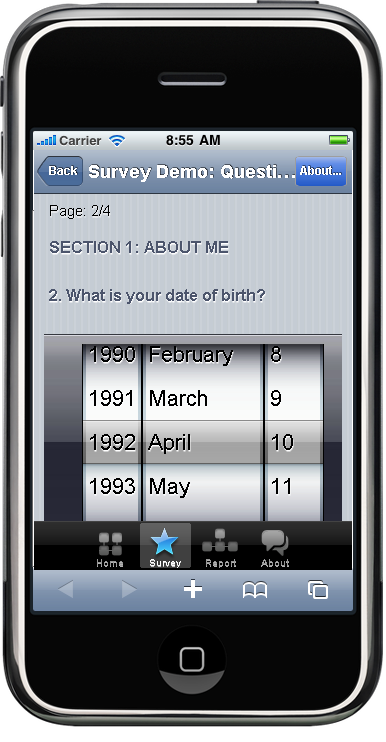 Carrier 8:55 AM
Back Survey Demo: Questi... About...
Page: 2/4
SECTION 1: ABOUT ME
2. What is your date of birth?
1990 February 8
1991 March 9
1992 April 10
1993 May 11
Home Survey Report About